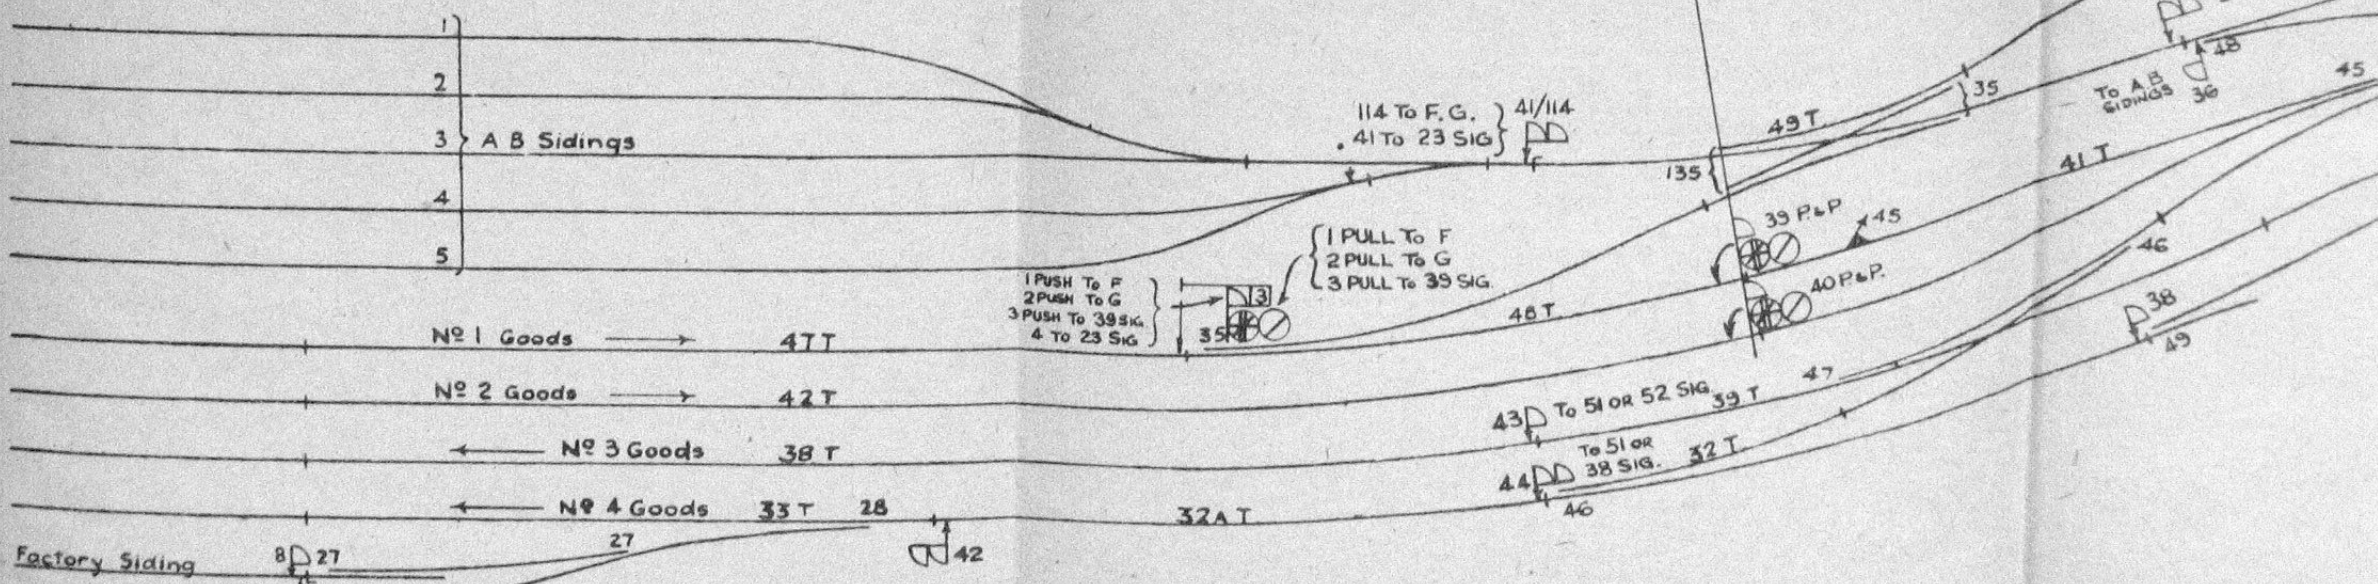 1
2
3 A B Sidings
4
5
114 TO F. G.
41 TO 23 SIG
41/114
135
49 T
35
48
36
TO A B
SIDINGS
45
41 T
39 P&P
45
40 P&P.
46
1 PULL TO F
2 PULL TO G
3 PULL TO 39 SIG.
1 PUSH TO F
2 PUSH TO G
3 PUSH TO 39 SIG
4 TO 23 SIG
3
35
48 T
Nº 1 Goods
47T
Nº 2 Goods
42 T
Nº 3 Goods
38 T
Nº 4 Goods
33 T
28
32A T
43
TO 51 OR 52 SIG.
39 T
47
38
49
44
TO 51 OR
38 SIG.
32 T
46
Factory Siding
8
27
27
42